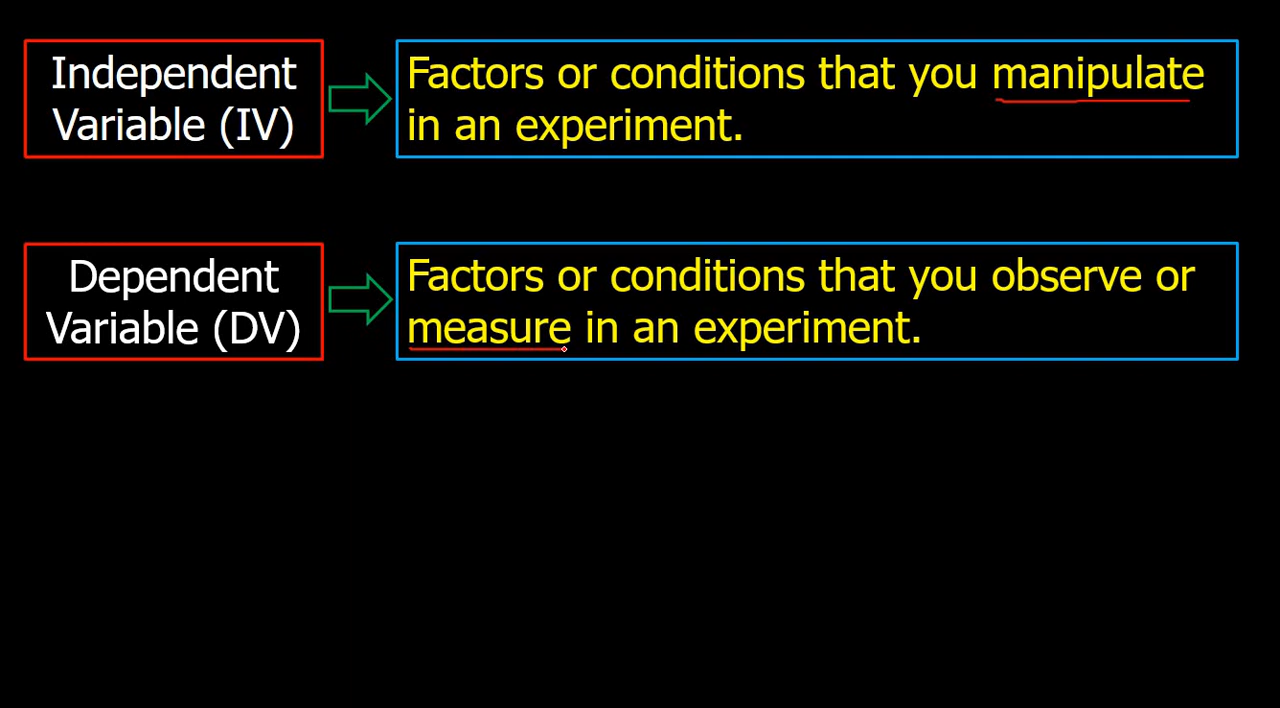 Independent
Variable (IV)
Factors or conditions that you manipulate
in an experiment.
Dependent
Variable (DV)
Factors or conditions that you observe or
measure in an experiment.